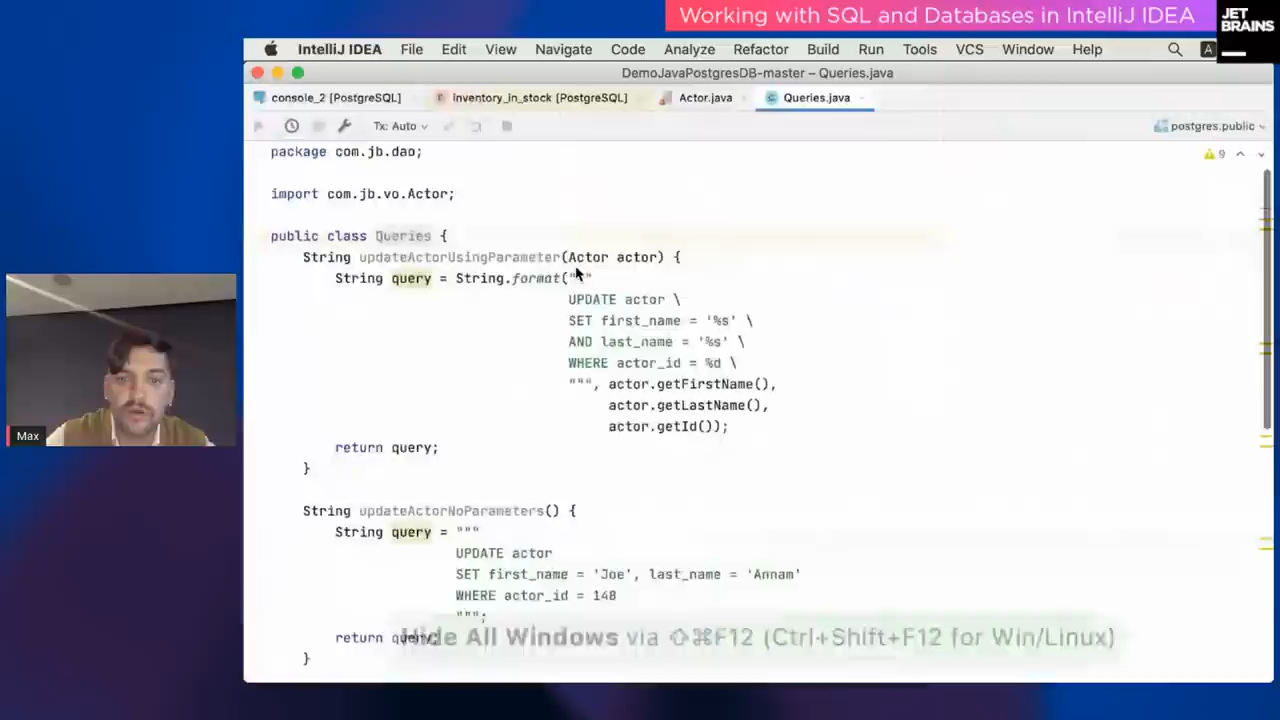 Working with SQL and Databases in IntelliJ IDEA
JET
BRAINS
IntelliJ IDEA File Edit View Navigate Code Analyze Refactor Build Run Tools VCS Window Help A
DemoJavaPostgresDB-master – Queries.java
console_2 [PostgreSQL] inventory_in_stock [PostgreSQL] Actor.java Queries.java
Tx: Auto postgres.public
package com.jb.dao;
9
import com.jb.vo.Actor;
public class Queries {
String updateActorUsingParameter(Actor actor) {
String query = String.format("""
UPDATE actor \
SET first_name = '%s' \
AND last_name = '%s' \
WHERE actor_id = %d \
""", actor.getFirstName(),
actor.getLastName(),
actor.getId());
return query;
}
String updateActorNoParameters() {
String query = """
UPDATE actor
SET first_name = 'Joe', last_name = 'Annam'
WHERE actor_id = 148
""";
return query;
Hide All Windows via ⇧⌘F12 (Ctrl+Shift+F12 for Win/Linux)
}
Max